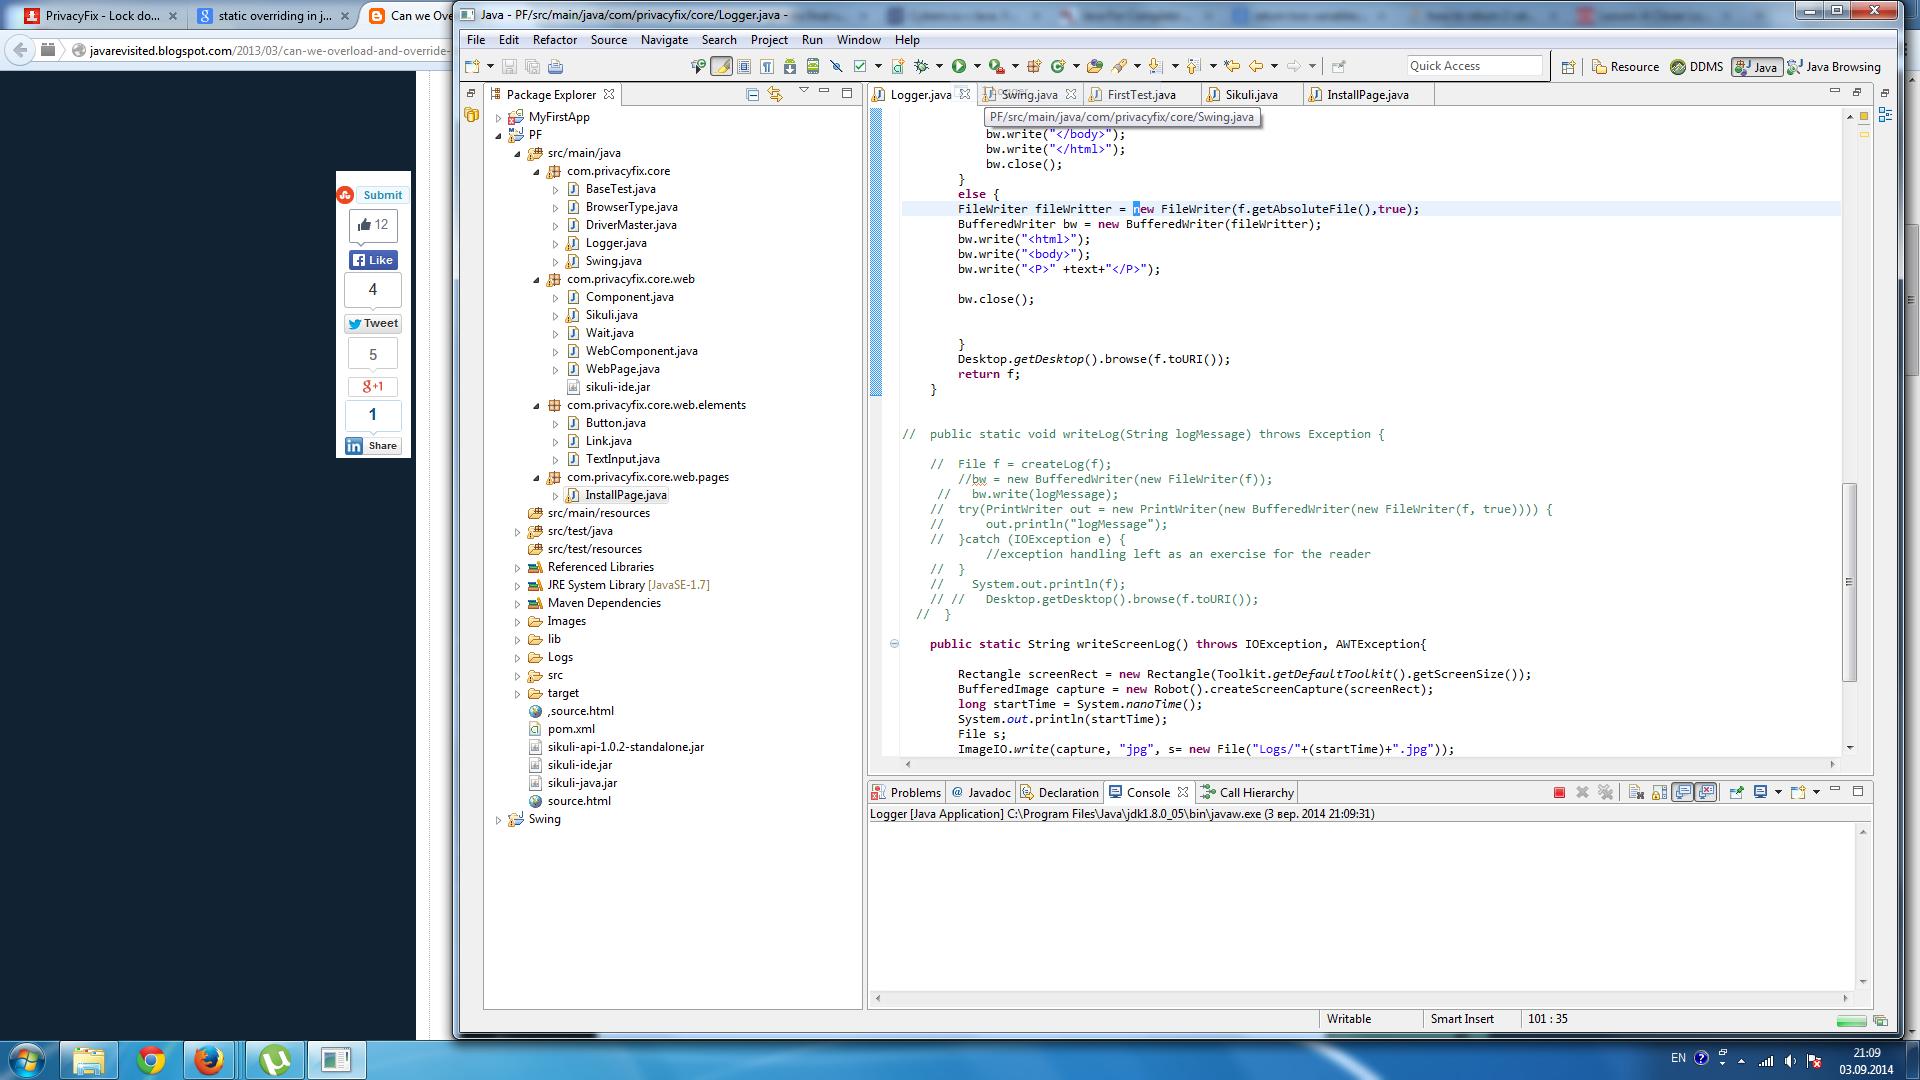 PrivacyFix - Lock do...
static overriding in j...
Can we Ove
javarevisited.blogspot.com/2013/03/can-we-overload-and-override-
Submit
12
Like
4
Tweet
5
g+1
1
in Share
Java - PF/src/main/java/com/privacyfix/core/Logger.java -
File Edit Refactor Source Navigate Search Project Run Window Help
Quick Access
Resource DDMS Java Java Browsing
Package Explorer
MyFirstApp
PF
src/main/java
com.privacyfix.core
BaseTest.java
BrowserType.java
DriverMaster.java
Logger.java
Swing.java
com.privacyfix.core.web
Component.java
Sikuli.java
Wait.java
WebComponent.java
WebPage.java
sikuli-ide.jar
com.privacyfix.core.web.elements
Button.java
Link.java
TextInput.java
com.privacyfix.core.web.pages
InstallPage.java
src/main/resources
src/test/java
src/test/resources
Referenced Libraries
JRE System Library [JavaSE-1.7]
Maven Dependencies
Images
lib
Logs
src
target
,source.html
pom.xml
sikuli-api-1.0.2-standalone.jar
sikuli-ide.jar
sikuli-java.jar
source.html
Swing
Logger.java Swing.java FirstTest.java Sikuli.java InstallPage.java
PF/src/main/java/com/privacyfix/core/Swing.java
bw.write("</body>");
bw.write("</html>");
bw.close();
}
else {
FileWriter fileWritter = new FileWriter(f.getAbsoluteFile(),true);
BufferedWriter bw = new BufferedWriter(fileWritter);
bw.write("<html>");
bw.write("<body>");
bw.write("<P>" +text+"</P>");
bw.close();
}
Desktop.getDesktop().browse(f.toURI());
return f;
}
// public static void writeLog(String logMessage) throws Exception {
// File f = createLog(f);
//bw = new BufferedWriter(new FileWriter(f));
// bw.write(logMessage);
// try(PrintWriter out = new PrintWriter(new BufferedWriter(new FileWriter(f, true)))) {
// out.println("logMessage");
// }catch (IOException e) {
//exception handling left as an exercise for the reader
// }
// System.out.println(f);
// // Desktop.getDesktop().browse(f.toURI());
// }
public static String writeScreenLog() throws IOException, AWTException{
Rectangle screenRect = new Rectangle(Toolkit.getDefaultToolkit().getScreenSize());
BufferedImage capture = new Robot().createScreenCapture(screenRect);
long startTime = System.nanoTime();
System.out.println(startTime);
File s;
ImageIO.write(capture, "jpg", s= new File("Logs/"+(startTime)+".jpg"));
Problems @ Javadoc Declaration Console Call Hierarchy
Logger [Java Application] C:\Program Files\Java\jdk1.8.0_05\bin\javaw.exe (3 вер. 2014 21:09:31)
Writable Smart Insert 101 : 35
EN
21:09
03.09.2014